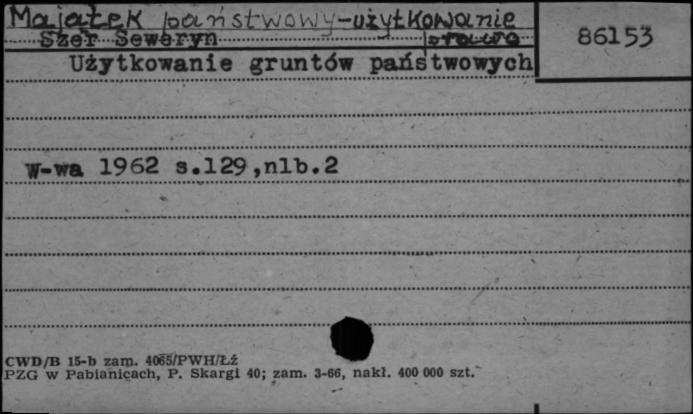 Majątek państwowy-użytkowanie
Szer Seweryn prawo 86153
Użytkowanie gruntów państwowych
W-wa 1962 s.129,nlb.2
CWD/B 15-b zam. 4065/PWH/Łź
PZG w Pabianicach, P. Skargi 40; zam. 3-66, nakł. 400 000 szt.